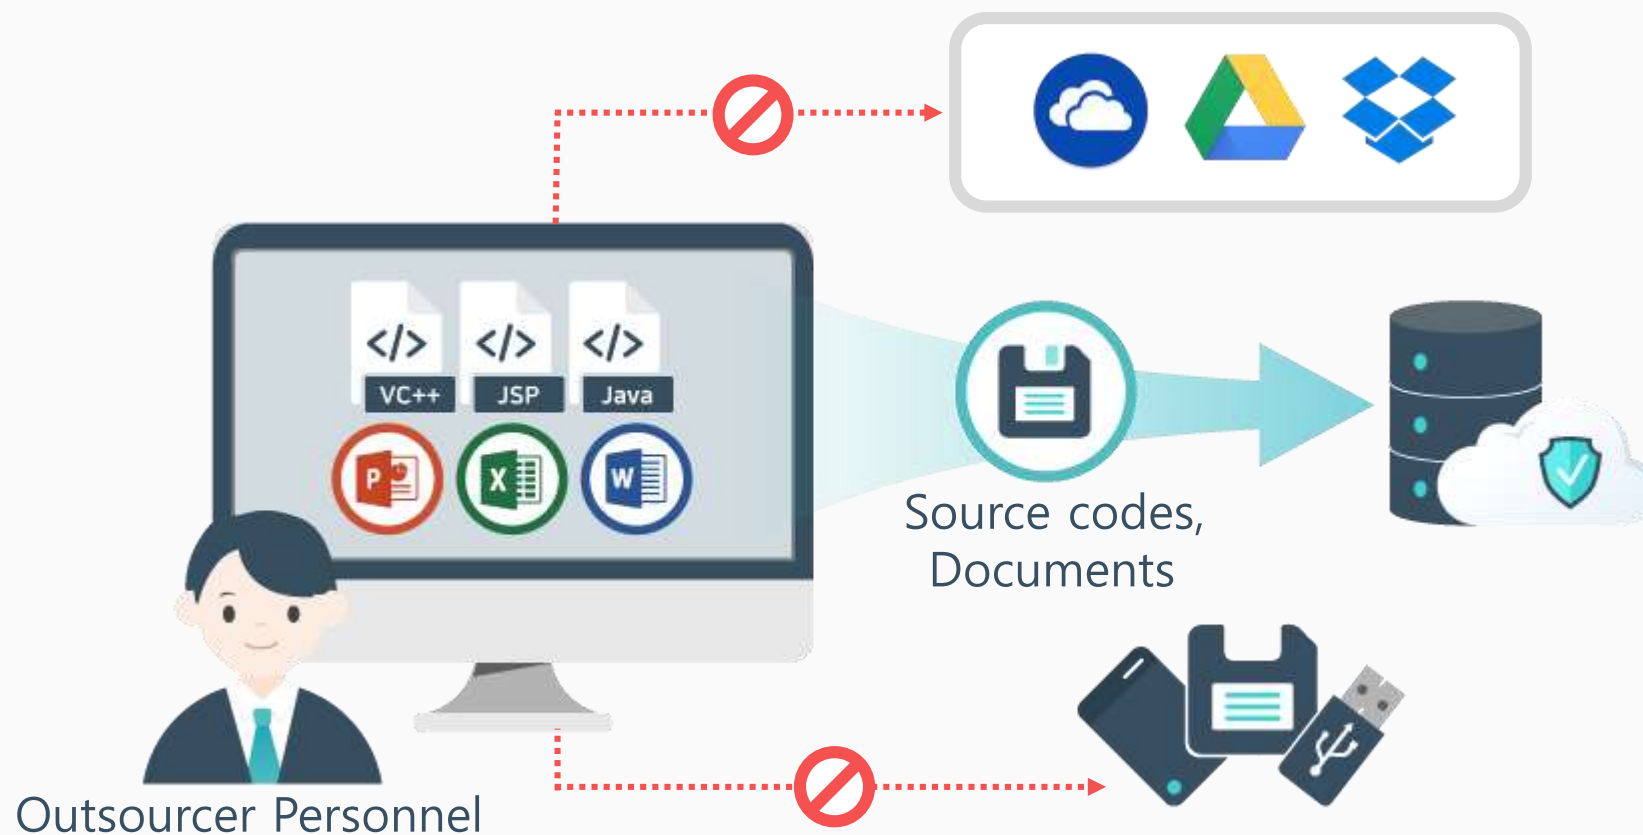 </>
</>
</>
VC++
JSP
Java
P
X
W
Source codes,
Documents
Outsourcer Personnel